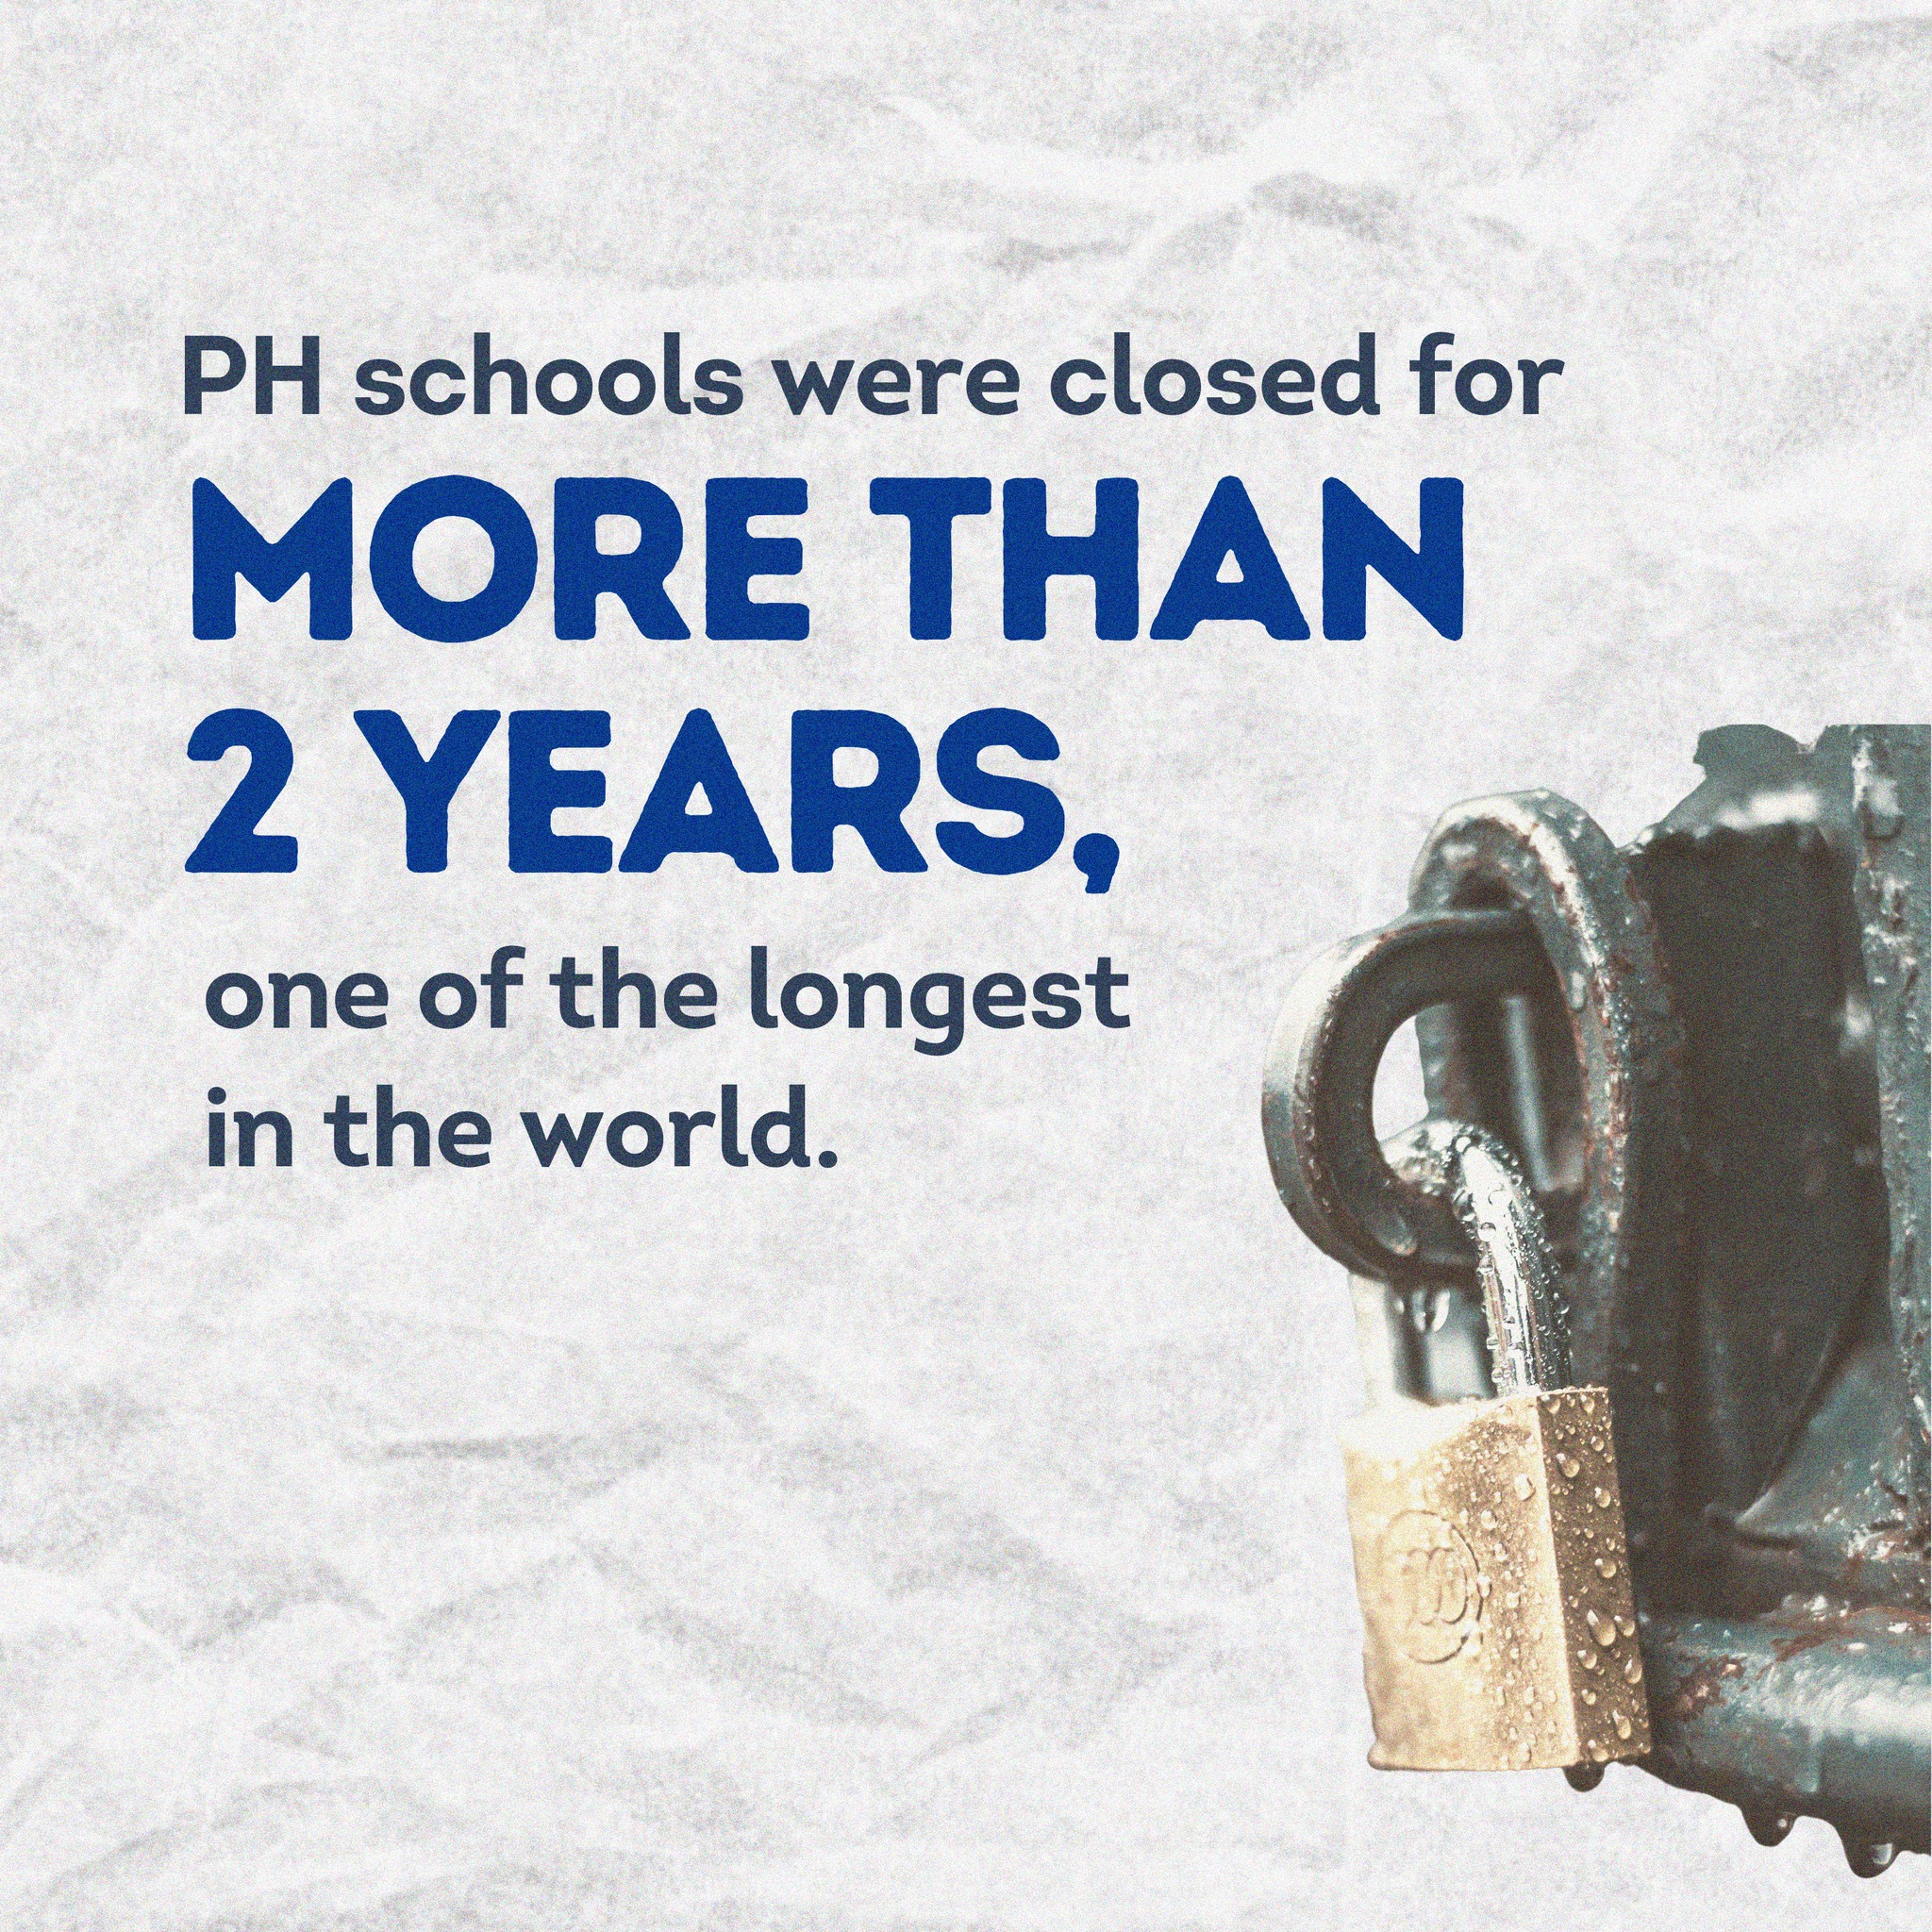 PH schools were closed for
MORE THAN
2 YEARS,
one of the longest
in the world.